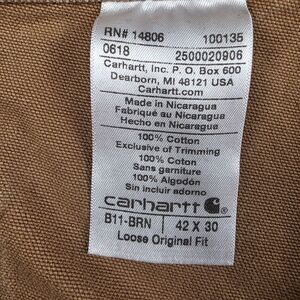 RN# 14806 100135
0618 2500020906
Carhartt, Inc. P. O. Box 600
Dearborn, MI 48121 USA
Carhartt.com
Made in Nicaragua
Fabriqué au Nicaragua
Hecho en Nicaragua
100% Cotton
Exclusive of Trimming
100% Coton
Sans garniture
100% Algodón
Sin incluir adorno
carhartt
B11-BRN 42 X 30
Loose Original Fit